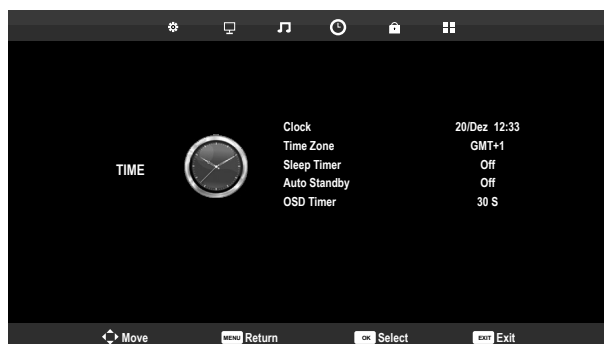 Clock 20/Dez 12:33
Time Zone GMT+1
TIME
Sleep Timer Off
Auto Standby Off
OSD Timer 30 S
Move MENU Return OK Select EXIT Exit